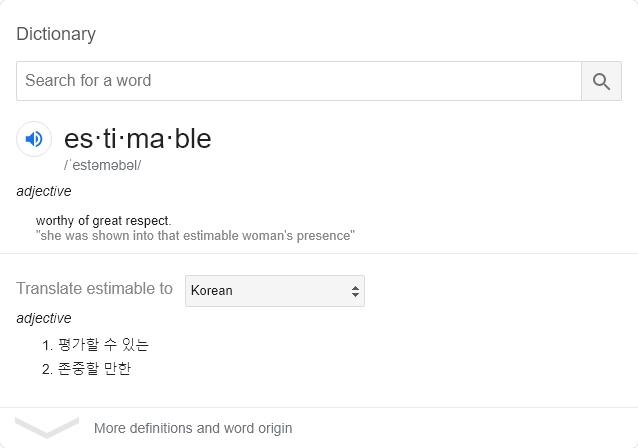 Dictionary
Search for a word
es·ti·ma·ble
/ˈestəməbəl/
adjective
worthy of great respect.
"she was shown into that estimable woman's presence"
Translate estimable to Korean
adjective
1. 평가할 수 있는
2. 존중할 만한
More definitions and word origin